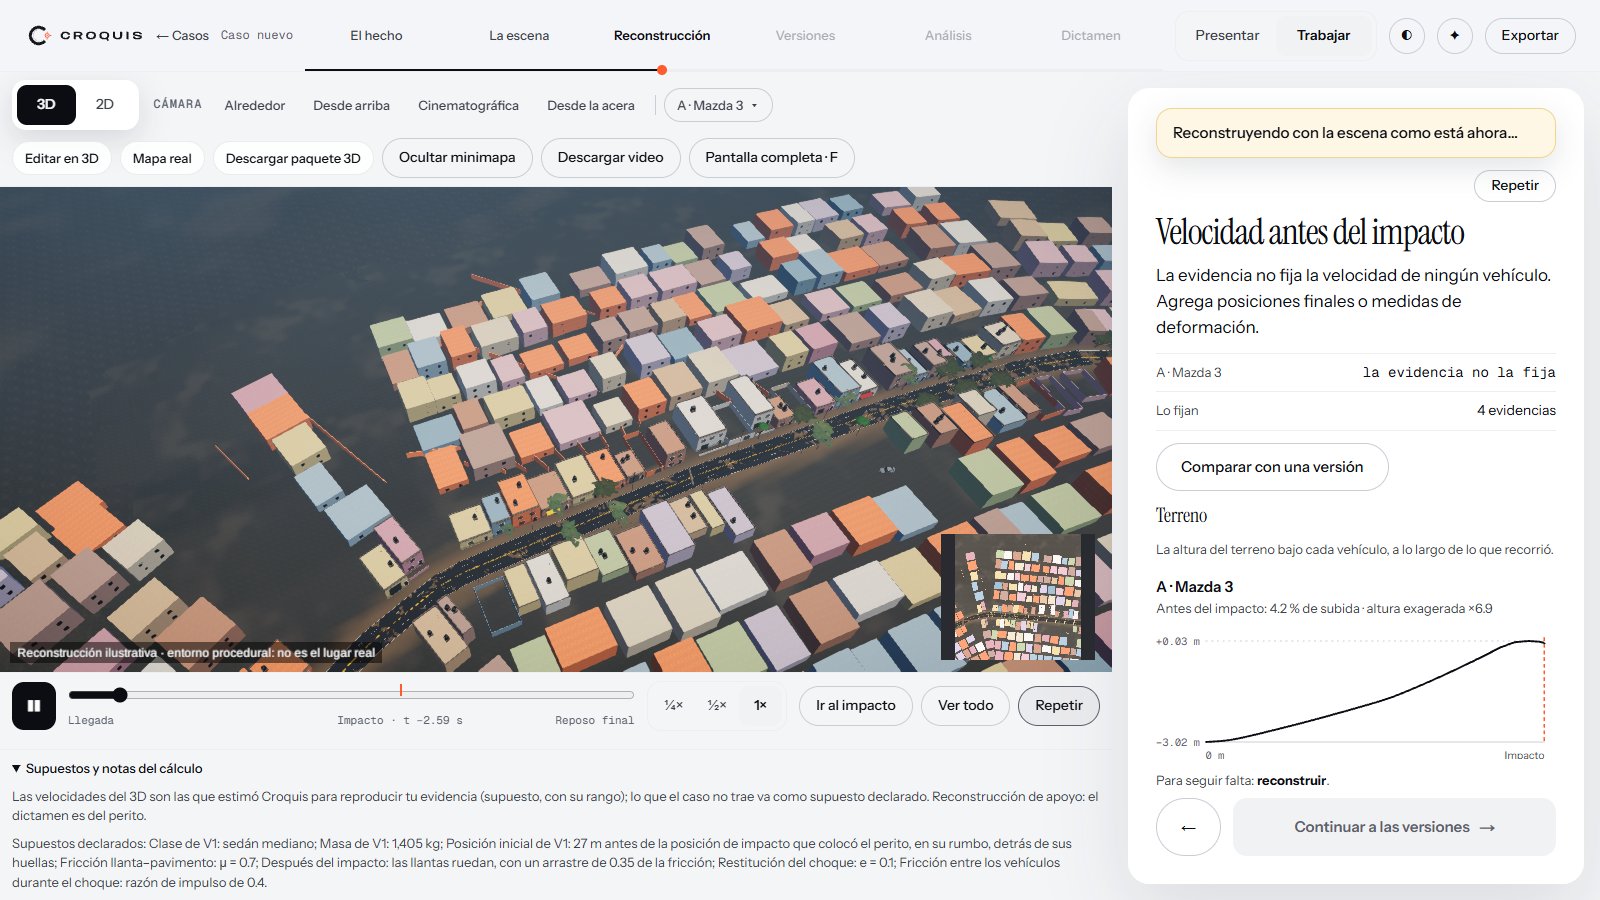 CROQUIS ← Casos Caso nuevo El hecho La escena Reconstrucción Versiones Análisis Dictamen Presentar Trabajar Exportar
3D 2D CÁMARA Alrededor Desde arriba Cinematográfica Desde la acera A · Mazda 3
Editar en 3D Mapa real Descargar paquete 3D Ocultar minimapa Descargar video Pantalla completa · F
Reconstrucción ilustrativa - entorno procedural: no es el lugar real
¼× ½× 1× Ir al impacto Ver todo Repetir
Llegada Impacto · t −2.59 s Reposo final
▼ Supuestos y notas del cálculo
Las velocidades del 3D son las que estimó Croquis para reproducir tu evidencia (supuesto, con su rango); lo que el caso no trae va como supuesto declarado. Reconstrucción de apoyo: el
dictamen es del perito.
Supuestos declarados: Clase de V1: sedán mediano; Masa de V1: 1,405 kg; Posición inicial de V1: 27 m antes de la posición de impacto que colocó el perito, en su rumbo, detrás de sus
huellas; Fricción llanta–pavimento: μ = 0.7; Después del impacto: las llantas ruedan, con un arrastre de 0.35 de la fricción; Restitución del choque: e = 0.1; Fricción entre los vehículos
durante el choque: razón de impulso de 0.4.
Reconstruyendo con la escena como está ahora...
Repetir
Velocidad antes del impacto
La evidencia no fija la velocidad de ningún vehículo.
Agrega posiciones finales o medidas de
deformación.
A · Mazda 3 la evidencia no la fija
Lo fijan 4 evidencias
Comparar con una versión
Terreno
La altura del terreno bajo cada vehículo, a lo largo de lo que recorrió.
A · Mazda 3
Antes del impacto: 4.2 % de subida · altura exagerada ×6.9
+0.03 m
−3.02 m
0 m Impacto
Para seguir falta: reconstruir.
← Continuar a las versiones →